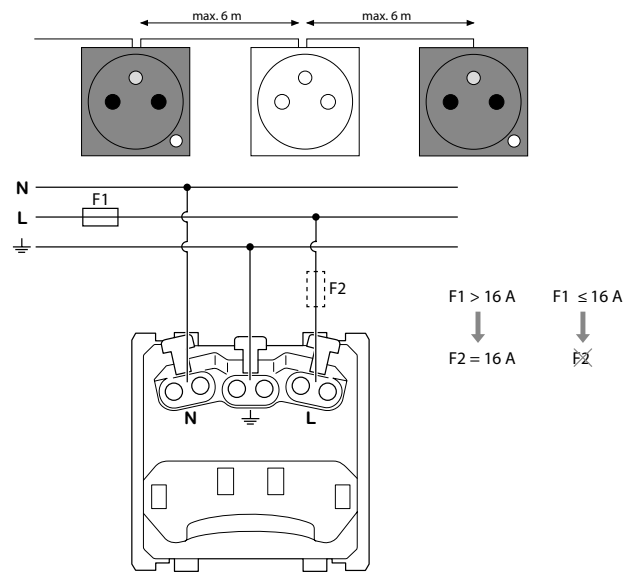 max. 6 m
max. 6 m
N
F1
L
F2
F1 > 16 A
F1 ≤ 16 A
F2 = 16 A
F2
N
L